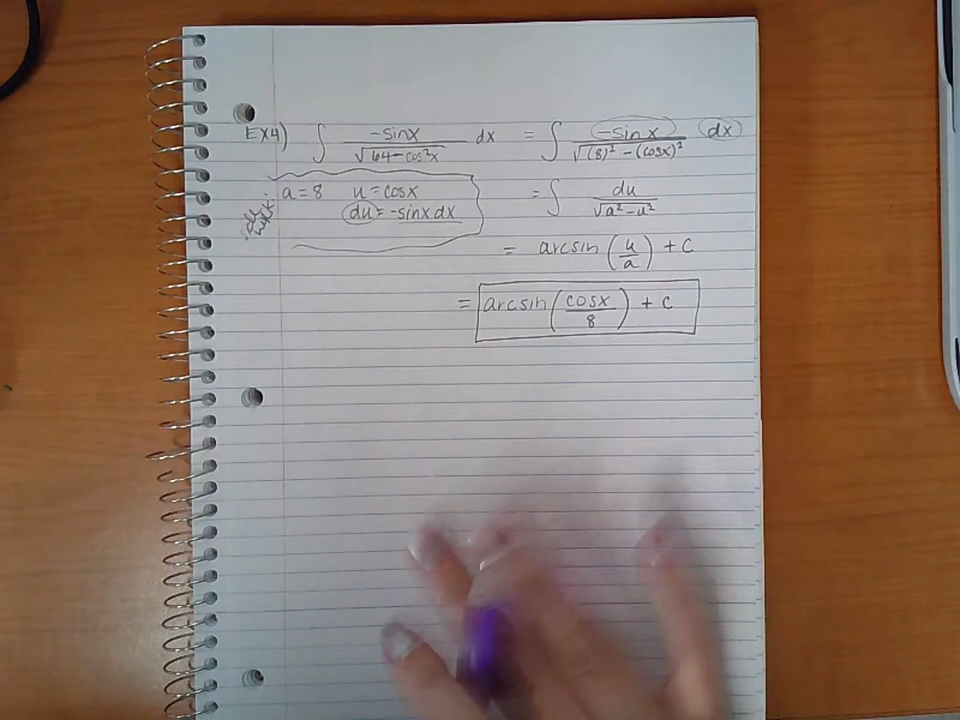 EX4) ∫ -sinx / √(64-cos²x) dx = ∫ -sin x / √((8)² - (cosx)²) dx
a = 8 u = cosx = ∫ du / √(a² - u²)
du = -sinx dx
= arcsin (u/a) + C
= arcsin (cosx/8) + C